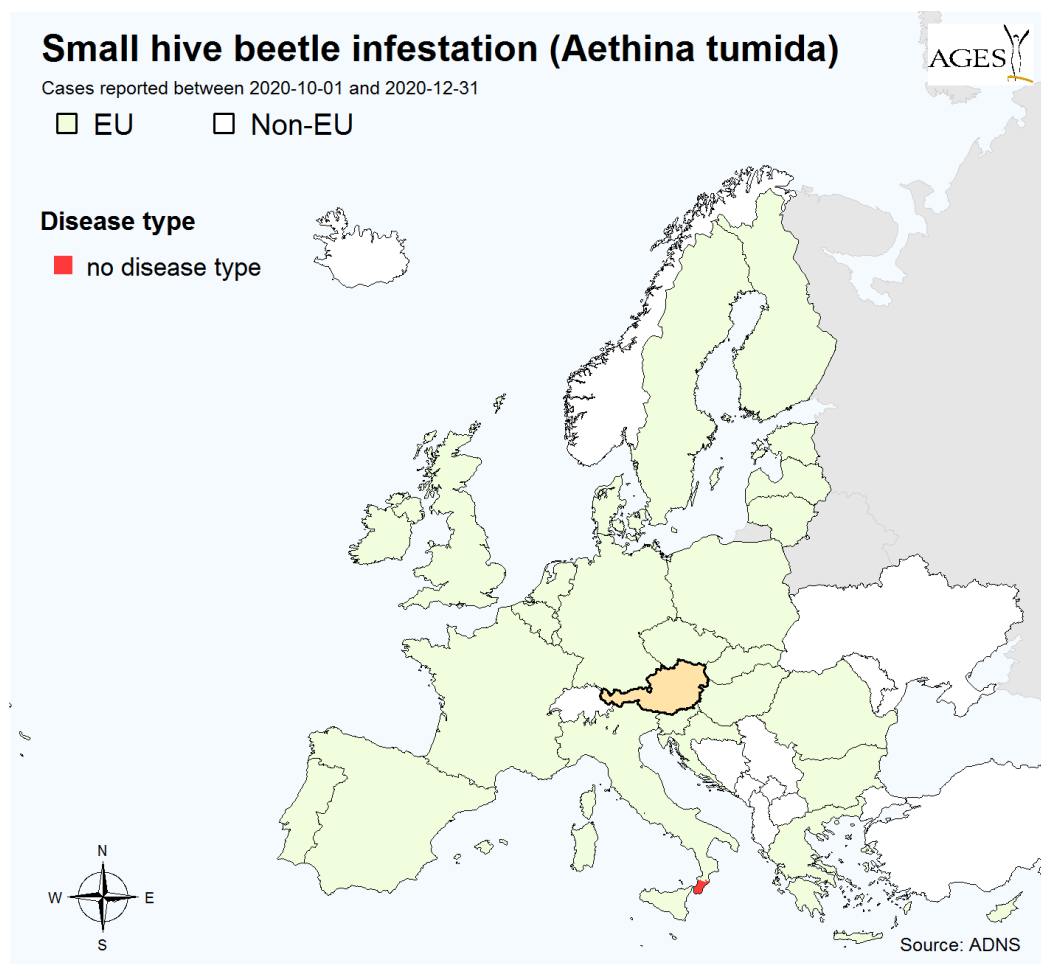 Small hive beetle infestation (Aethina tumida)
AGES
Cases reported between 2020-10-01 and 2020-12-31
EU
Non-EU
Disease type
no disease type
N
W
E
S
Source: ADNS